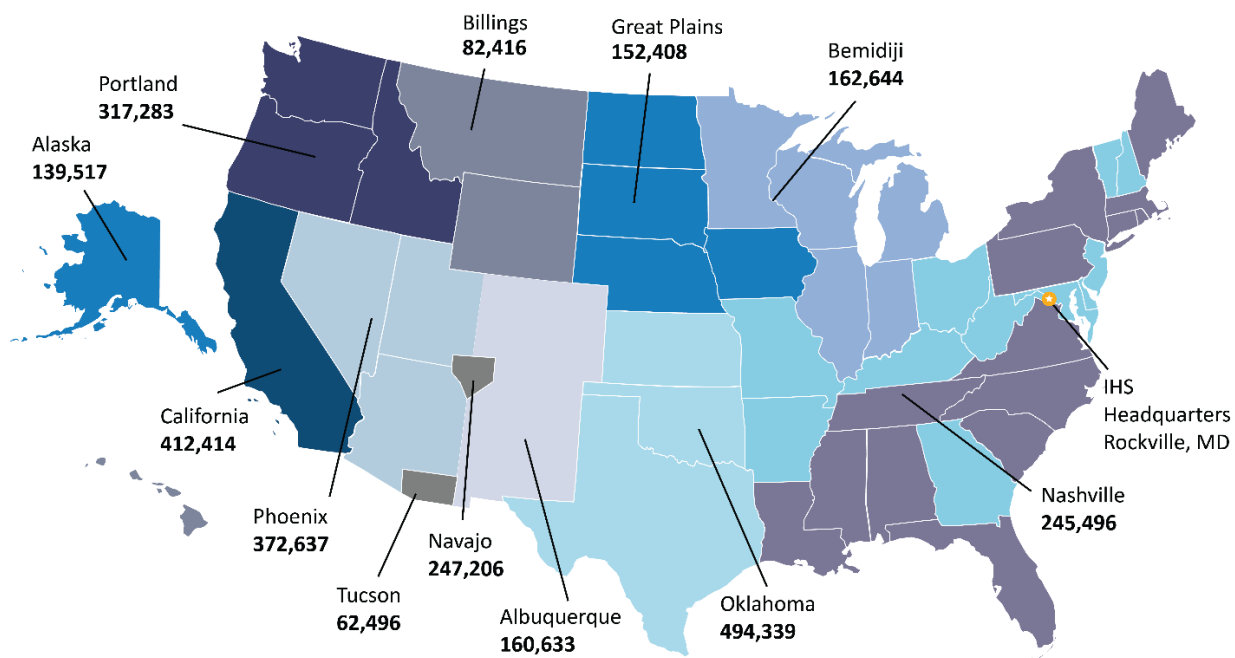 Billings
82,416
Great Plains
152,408
Bemidiji
162,644
Portland
317,283
Alaska
139,517
California
412,414
Phoenix
372,637
Tucson
62,496
Navajo
247,206
Albuquerque
160,633
Oklahoma
494,339
Nashville
245,496
IHS
Headquarters
Rockville, MD